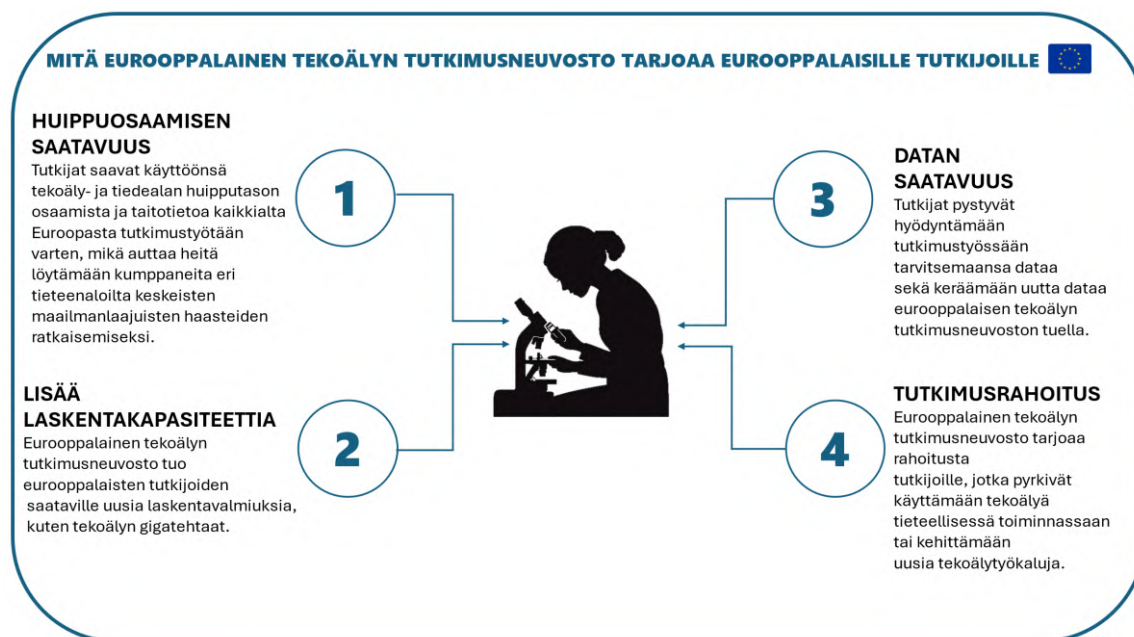 MITÄ EUROOPPALAINEN TEKOÄLYN TUTKIMUSNEUVOSTO TARJOAA EUROOPPALAISILLE TUTKIJOILLE
HUIPPUOSAAMISEN
SAATAVUUS
Tutkijat saavat käyttöönsä
tekoäly- ja tiedealan huipputason
osaamista ja taitotietoa kaikkialta
Euroopasta tutkimustyötään
varten, mikä auttaa heitä
löytämään kumppaneita eri
tieteenaloilta keskeisten
maailmanlaajuisten haasteiden
ratkaisemiseksi.
1
LISÄÄ
LASKENTAKAPASITEETTIA
Eurooppalainen tekoälyn
tutkimusneuvosto tuo
eurooppalaisten tutkijoiden
saataville uusia laskentavalmiuksia,
kuten tekoälyn gigatehtaat.
2
3
DATAN
SAATAVUUS
Tutkijat pystyvät
hyödyntämään
tutkimustyössään
tarvitsemaansa dataa
sekä keräämään uutta dataa
eurooppalaisen tekoälyn
tutkimusneuvoston tuella.
4
TUTKIMUSRAHOITUS
Eurooppalainen tekoälyn
tutkimusneuvosto tarjoaa
rahoitusta
tutkijoille, jotka pyrkivät
käyttämään tekoälyä
tieteellisessä toiminnassaan
tai kehittämään
uusia tekoälytyökaluja.